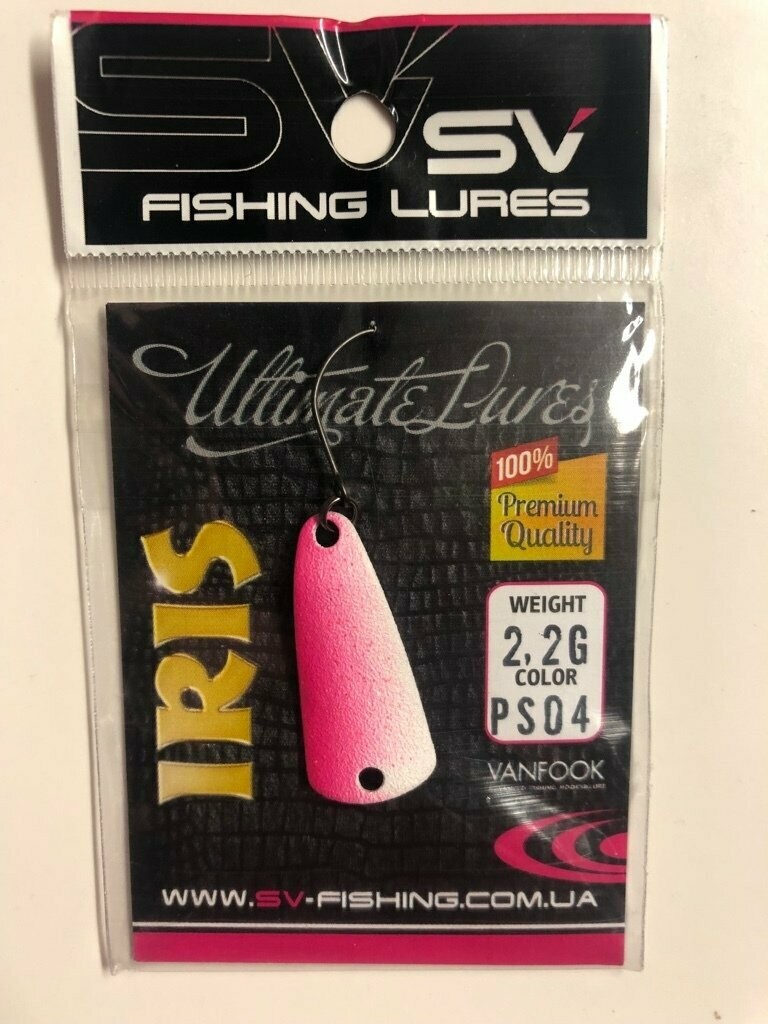 SV
SV
FISHING LURES
Ultimate Lures
100%
Premium
Quality
IRIS
WEIGHT
2,2G
COLOR
PS04
VANFOOK
WWW.SV-FISHING.COM.UA